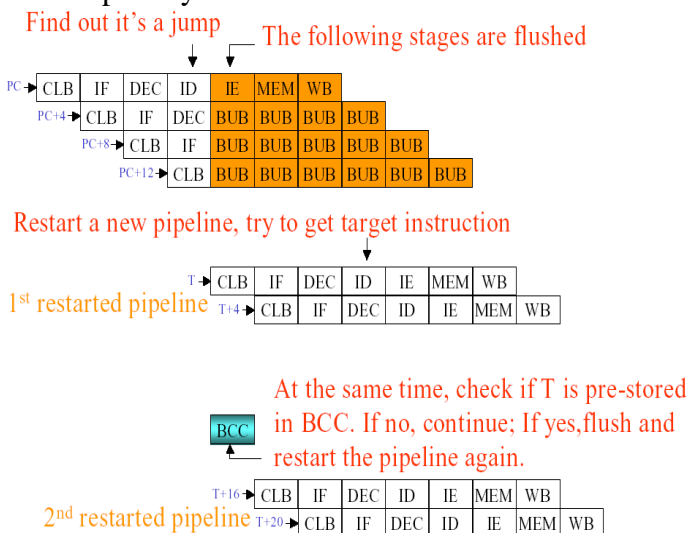 Find out it's a jump
The following stages are flushed
PC CLB IF DEC ID IE MEM WB
PC+4 CLB IF DEC BUB BUB BUB BUB
PC+8 CLB IF BUB BUB BUB BUB BUB
PC+12 CLB BUB BUB BUB BUB BUB BUB
Restart a new pipeline, try to get target instruction
T CLB IF DEC ID IE MEM WB
1st restarted pipeline T+4 CLB IF DEC ID IE MEM WB
At the same time, check if T is pre-stored
BCC in BCC. If no, continue; If yes,flush and
restart the pipeline again.
T+16 CLB IF DEC ID IE MEM WB
2nd restarted pipeline T+20 CLB IF DEC ID IE MEM WB